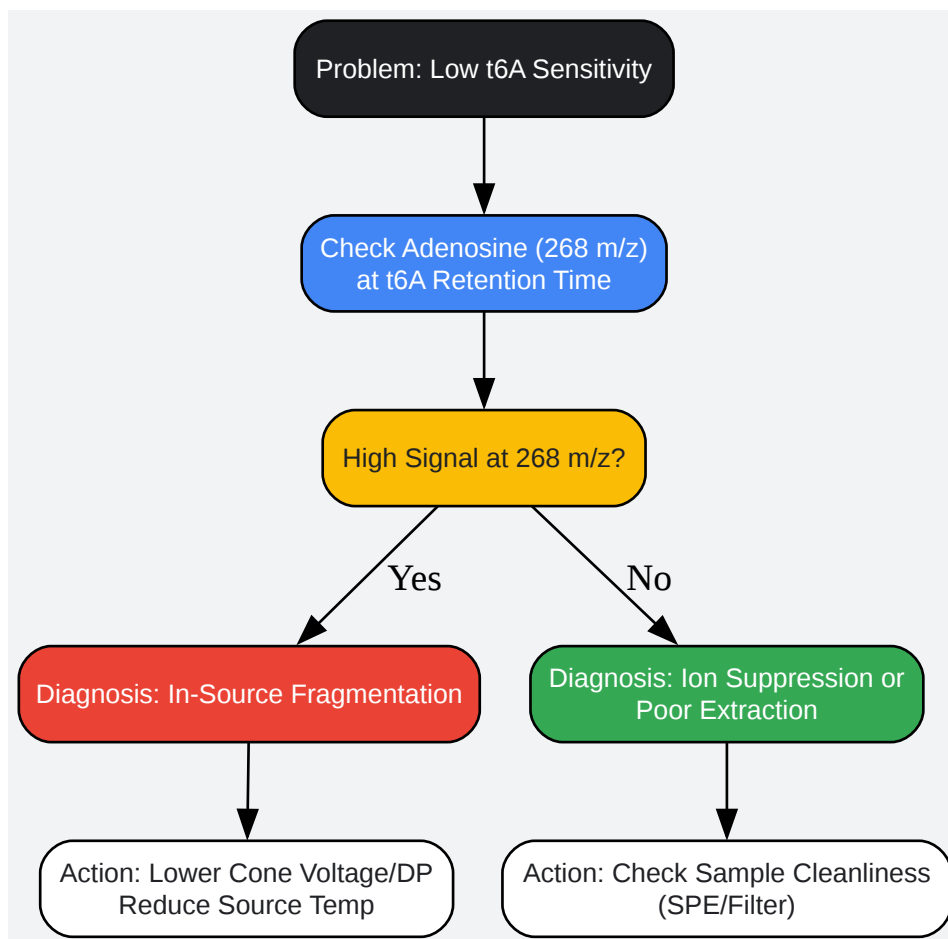 Problem: Low t6A Sensitivity
Check Adenosine (268 m/z)
at t6A Retention Time
High Signal at 268 m/z?
Yes
No
Diagnosis: In-Source Fragmentation
Diagnosis: Ion Suppression or
Poor Extraction
Action: Lower Cone Voltage/DP
Reduce Source Temp
Action: Check Sample Cleanliness
(SPE/Filter)